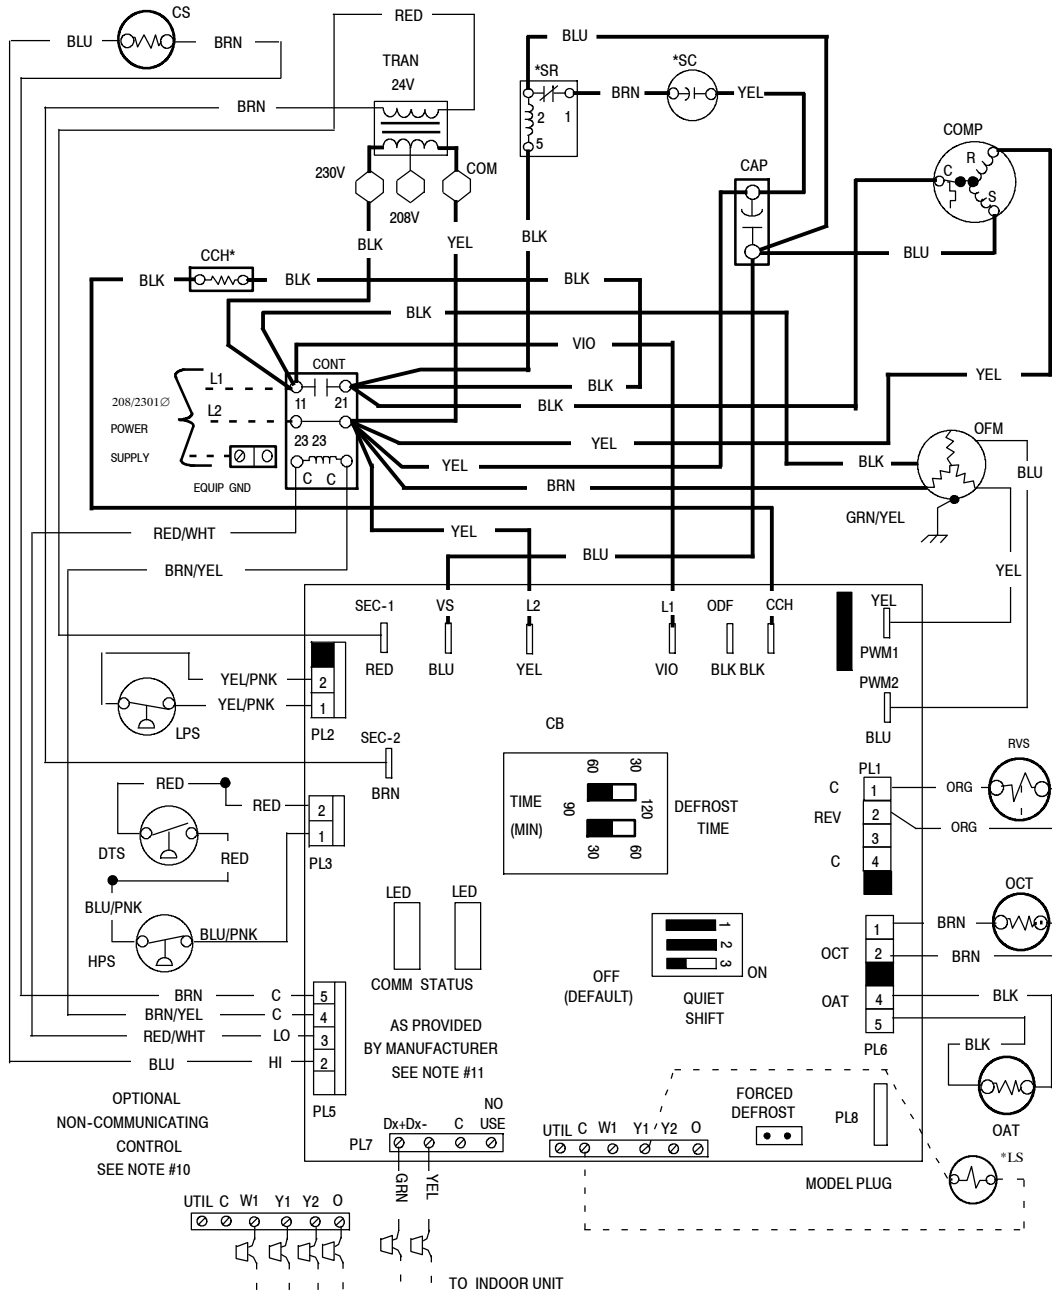 CS
RED
BLU
BRN
BLU
TRAN
24V
*SR
*SC
BRN
BRN
YEL
2
1
5
COMP
R
C
S
230V
COM
208V
CAP
BLK
YEL
BLK
BLU
CCH*
BLK
BLK
BLK
BLK
VIO
CONT
L1
11
21
BLK
YEL
208/2301∅
POWER
SUPPLY
L2
BLK
23 23
YEL
OFM
YEL
BLK
BLU
C C
BRN
EQUIP GND
GRN/YEL
RED/WHT
YEL
BLU
BRN/YEL
YEL
SEC-1
VS
L2
L1
ODF
CCH
YEL
RED
BLU
YEL
VIO
BLK
BLK
PWM1
YEL/PNK
2
YEL/PNK
1
LPS
PL2
PWM2
BLU
CB
SEC-2
BRN
RVS
PL1
60
30
TIME
(MIN)
90
120
30
60
DEFROST
TIME
C
1
ORG
REV
2
ORG
3
C
4
RED
RED
2
1
DTS
RED
PL3
BLU/PNK
BLU/PNK
HPS
LED
LED
COMM STATUS
1
2
3
ON
OFF
(DEFAULT)
QUIET
SHIFT
OCT
1
BRN
OCT
2
BRN
OAT
4
BLK
5
BLK
PL6
OAT
BRN
C
5
BRN/YEL
C
4
RED/WHT
LO
3
BLU
HI
2
PL5
AS PROVIDED
BY MANUFACTURER
SEE NOTE #11
OPTIONAL
NON-COMMUNICATING
CONTROL
SEE NOTE #10
NO
USE
Dx+Dx-
C
PL7
FORCED
DEFROST
PL8
UTIL C W1 Y1 Y2 O
*LS
MODEL PLUG
GRN
YEL
UTIL C W1 Y1 Y2 O
TO INDOOR UNIT